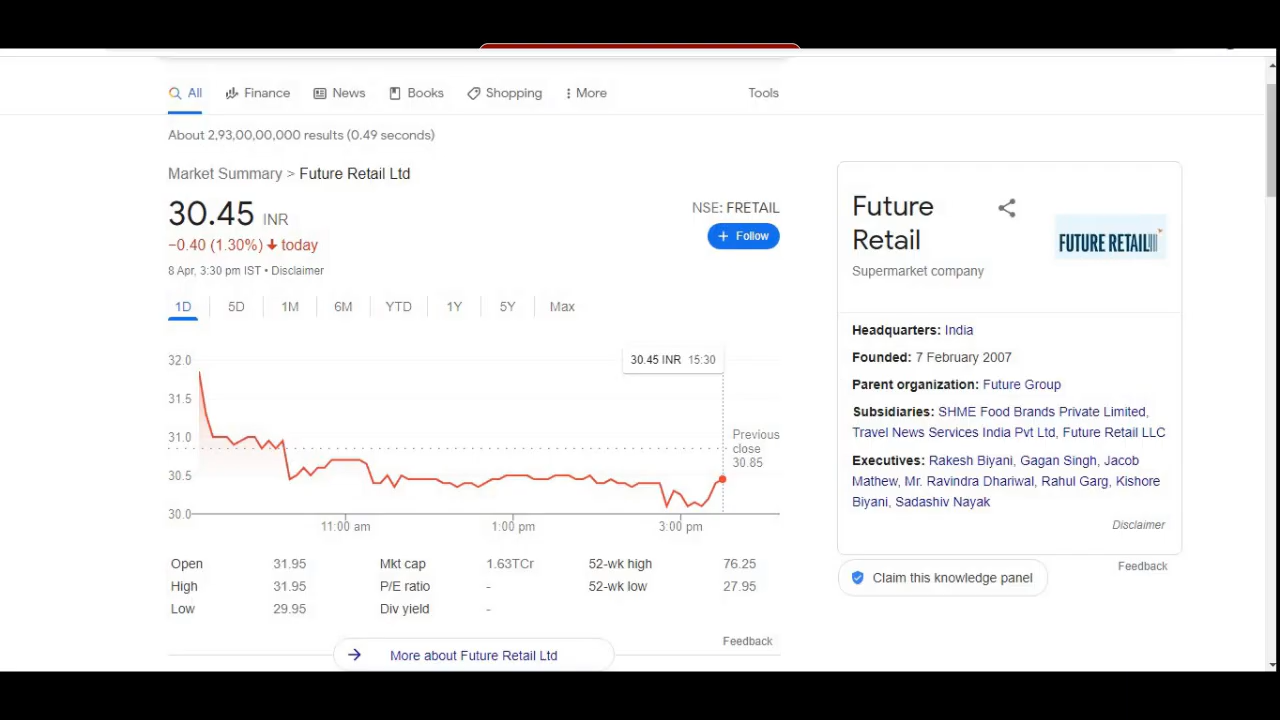 All Finance News Books Shopping More Tools
About 2,93,00,00,000 results (0.49 seconds)
Market Summary > Future Retail Ltd
30.45 INR
NSE: FRETAIL
−0.40 (1.30%) today
+ Follow
8 Apr, 3:30 pm IST • Disclaimer
1D 5D 1M 6M YTD 1Y 5Y Max
30.45 INR 15:30
32.0
31.5
31.0
30.5
30.0
Previous
close
30.85
11:00 am 1:00 pm 3:00 pm
Open 31.95 Mkt cap 1.63TCr 52-wk high 76.25
High 31.95 P/E ratio - 52-wk low 27.95
Low 29.95 Div yield -
Feedback
More about Future Retail Ltd
Future
Retail
FUTURE RETAIL
Supermarket company
Headquarters: India
Founded: 7 February 2007
Parent organization: Future Group
Subsidiaries: SHME Food Brands Private Limited,
Travel News Services India Pvt Ltd, Future Retail LLC
Executives: Rakesh Biyani, Gagan Singh, Jacob
Mathew, Mr. Ravindra Dhariwal, Rahul Garg, Kishore
Biyani, Sadashiv Nayak
Disclaimer
Feedback
Claim this knowledge panel